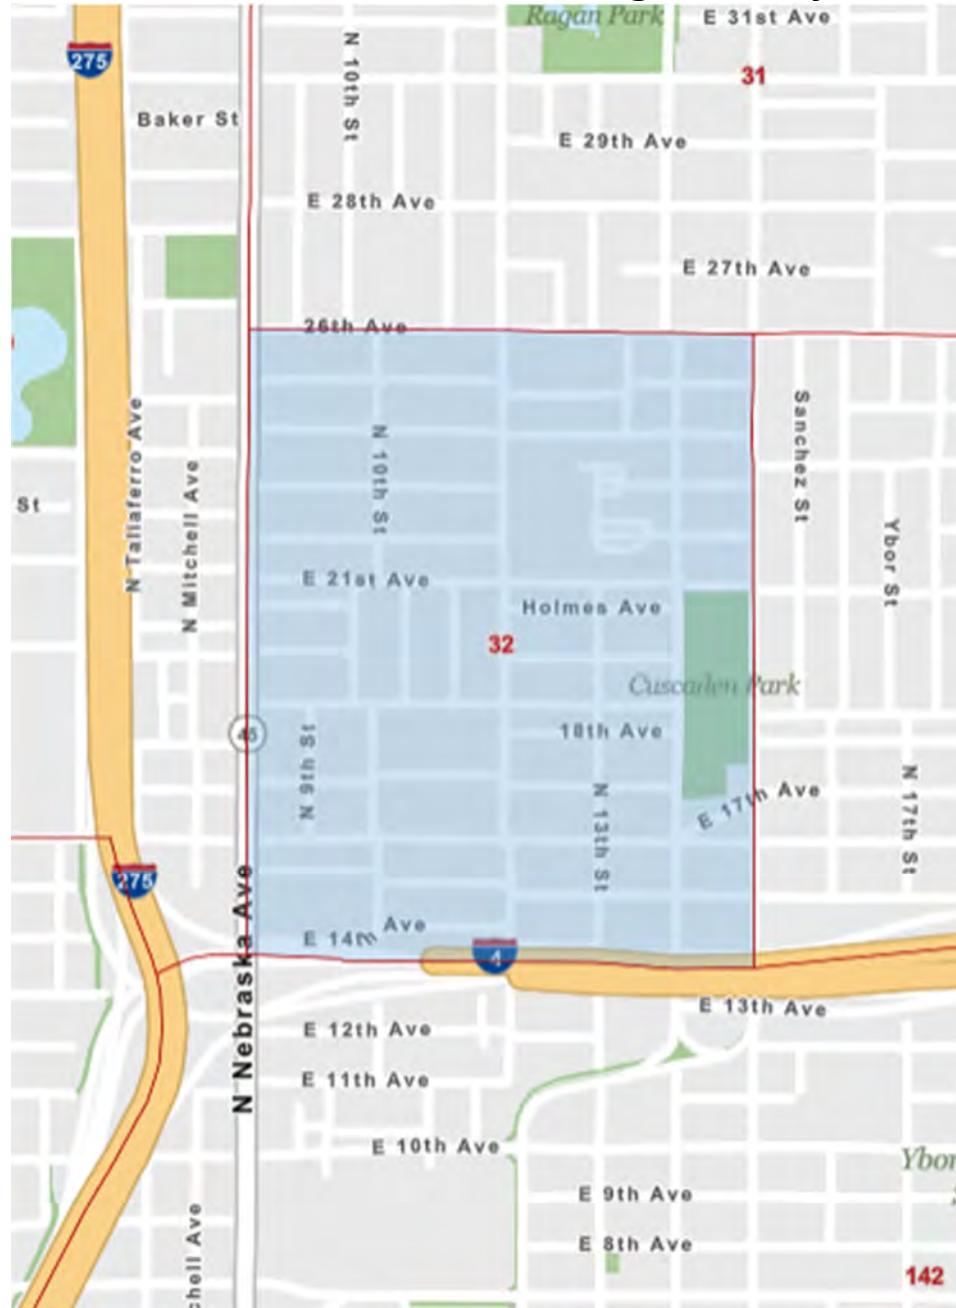 Ragan Park
E 31st Ave
275
N 10th St
31
Baker St
E 29th Ave
E 28th Ave
E 27th Ave
26th Ave
N Taliaferro Ave
Sanchez St
N 10th St
N Mitchell Ave
St
Ybor St
E 21st Ave
Holmes Ave
32
Cuscaden Park
45
N 9th St
18th Ave
E 17th Ave
N 13th St
N 17th St
275
N Nebraska Ave
E 14th Ave
4
E 13th Ave
E 12th Ave
E 11th Ave
E 10th Ave
Ybor
E 9th Ave
chell Ave
E 8th Ave
142